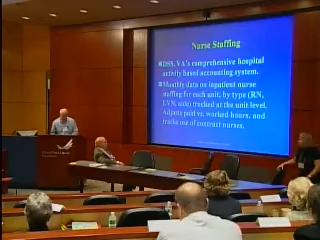 Nurse Staffing
DSS, VA's comprehensive hospital
activity based accounting system.
Monthly data on inpatient nurse
staffing for each unit, by type (RN,
LVN, aide) tracked at the unit level.
Adjusts paid vs. worked hours, and
tracks use of contract nurses.